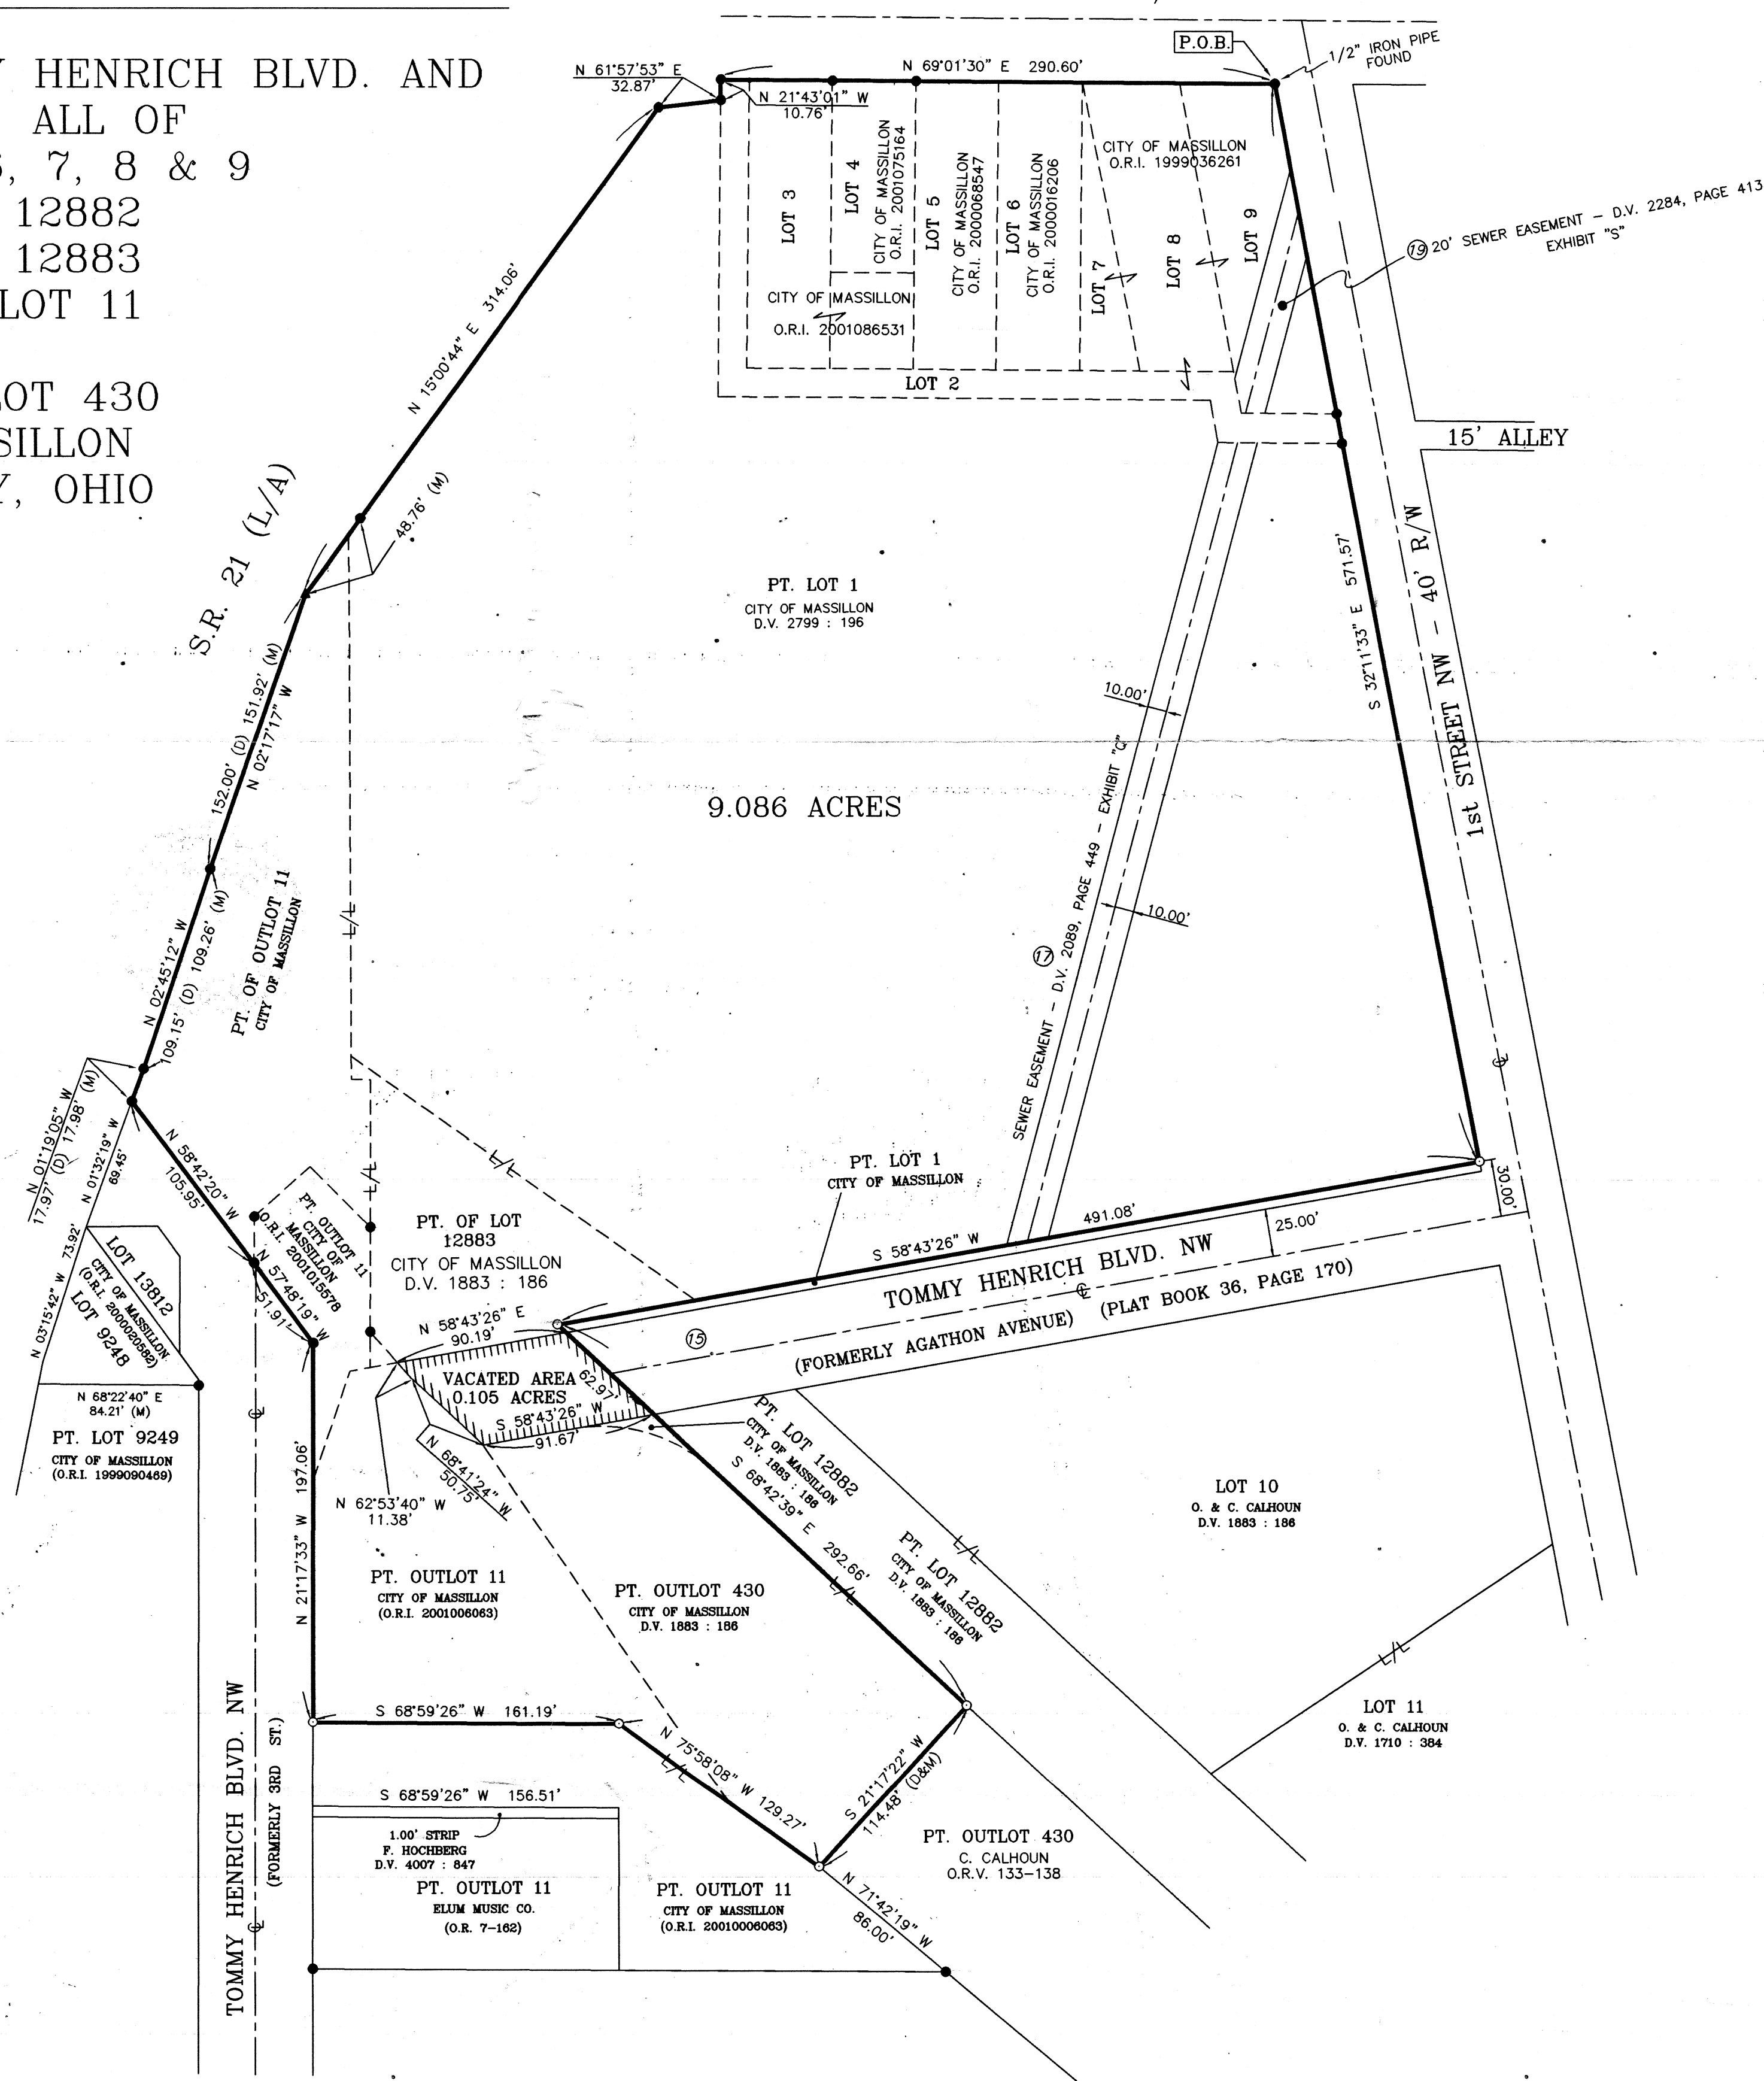 Y HENRICH BLVD. AND
ALL OF
, 7, 8 & 9
12882
12883
LOT 11
OT 430
SILLON
Y, OHIO
P.O.B.
1/2" IRON PIPE
FOUND
N 61°57'53" E
32.87'
N 69°01'30" E 290.60'
N 21°43'01" W
10.76'
LOT 3
LOT 4
CITY OF MASSILLON
O.R.I. 2001075164
LOT 5
CITY OF MASSILLON
O.R.I. 2000068547
LOT 6
CITY OF MASSILLON
O.R.I. 2000016206
CITY OF MASSILLON
O.R.I. 1999036261
LOT 7
LOT 8
LOT 9
CITY OF MASSILLON
O.R.I. 2001086531
LOT 2
19 20' SEWER EASEMENT - D.V. 2284, PAGE 413
EXHIBIT "S"
15' ALLEY
N 15°00'44" E 314.06'
48.76' (M)
S.R. 21 (L/A)
PT. LOT 1
CITY OF MASSILLON
D.V. 2799 : 196
S 32°11'33" E 571.57'
1st STREET NW - 40' R/W
152.00' (D) 151.92' (M)
N 02°17'17" W
10.00'
9.086 ACRES
10.00'
17 SEWER EASEMENT - D.V. 2089, PAGE 449 - EXHIBIT "Q"
PT. OF OUTLOT 11
CITY OF MASSILLON
N 02°45'12" W
109.15' (D) 109.26' (M)
N 01°19'05" W
17.97' (D) 17.98' (M)
N 01°32'19" W
69.45'
N 58°42'20" W
105.95'
PT. OUTLOT 11
CITY OF
MASSILLON
O.R.I. 2001015578
N 57°48'19" W
51.91'
N 03°15'42" W 73.92'
LOT 13812
CITY OF MASSILLON
(O.R.I. 2000020562)
LOT 9248
N 68°22'40" E
84.21' (M)
PT. LOT 9249
CITY OF MASSILLON
(O.R.I. 1999090469)
PT. OF LOT
12883
CITY OF MASSILLON
D.V. 1883 : 186
PT. LOT 1
CITY OF MASSILLON
491.08'
S 58°43'26" W
25.00'
30.00'
TOMMY HENRICH BLVD. NW
(FORMERLY AGATHON AVENUE) (PLAT BOOK 36, PAGE 170)
15
N 58°43'26" E
90.19'
VACATED AREA
0.105 ACRES
62.97'
S 58°43'26" W
91.67'
N 68°41'24" W
50.75'
N 62°53'40" W
11.38'
N 21°17'33" W 197.06'
PT. LOT 12882
CITY OF MASSILLON
D.V. 1883 : 186
S 68°42'39" E 292.66'
PT. LOT 12882
CITY OF MASSILLON
D.V. 1883 : 186
LOT 10
O. & C. CALHOUN
D.V. 1883 : 186
PT. OUTLOT 11
CITY OF MASSILLON
(O.R.I. 2001006063)
PT. OUTLOT 430
CITY OF MASSILLON
D.V. 1883 : 186
LOT 11
O. & C. CALHOUN
D.V. 1710 : 384
S 68°59'26" W 161.19'
N 75°58'08" W 129.27'
S 21°17'22" W
114.48' (D&M)
TOMMY HENRICH BLVD. NW
(FORMERLY 3RD ST.)
S 68°59'26" W 156.51'
1.00' STRIP
F. HOCHBERG
D.V. 4007 : 847
PT. OUTLOT 11
ELUM MUSIC CO.
(O.R. 7-162)
PT. OUTLOT 11
CITY OF MASSILLON
(O.R.I. 20010006063)
PT. OUTLOT 430
C. CALHOUN
O.R.V. 133-138
N 71°42'19" W
86.00'